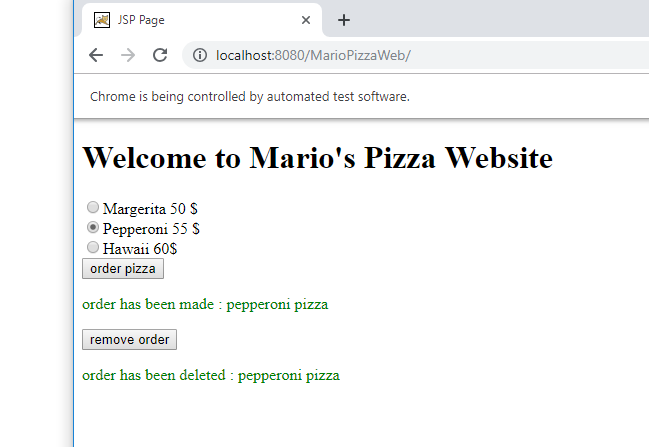 JSP Page
localhost:8080/MarioPizzaWeb/
Chrome is being controlled by automated test software.
Welcome to Mario's Pizza Website
Margerita 50 $
Pepperoni 55 $
Hawaii 60$
order pizza
order has been made : pepperoni pizza
remove order
order has been deleted : pepperoni pizza